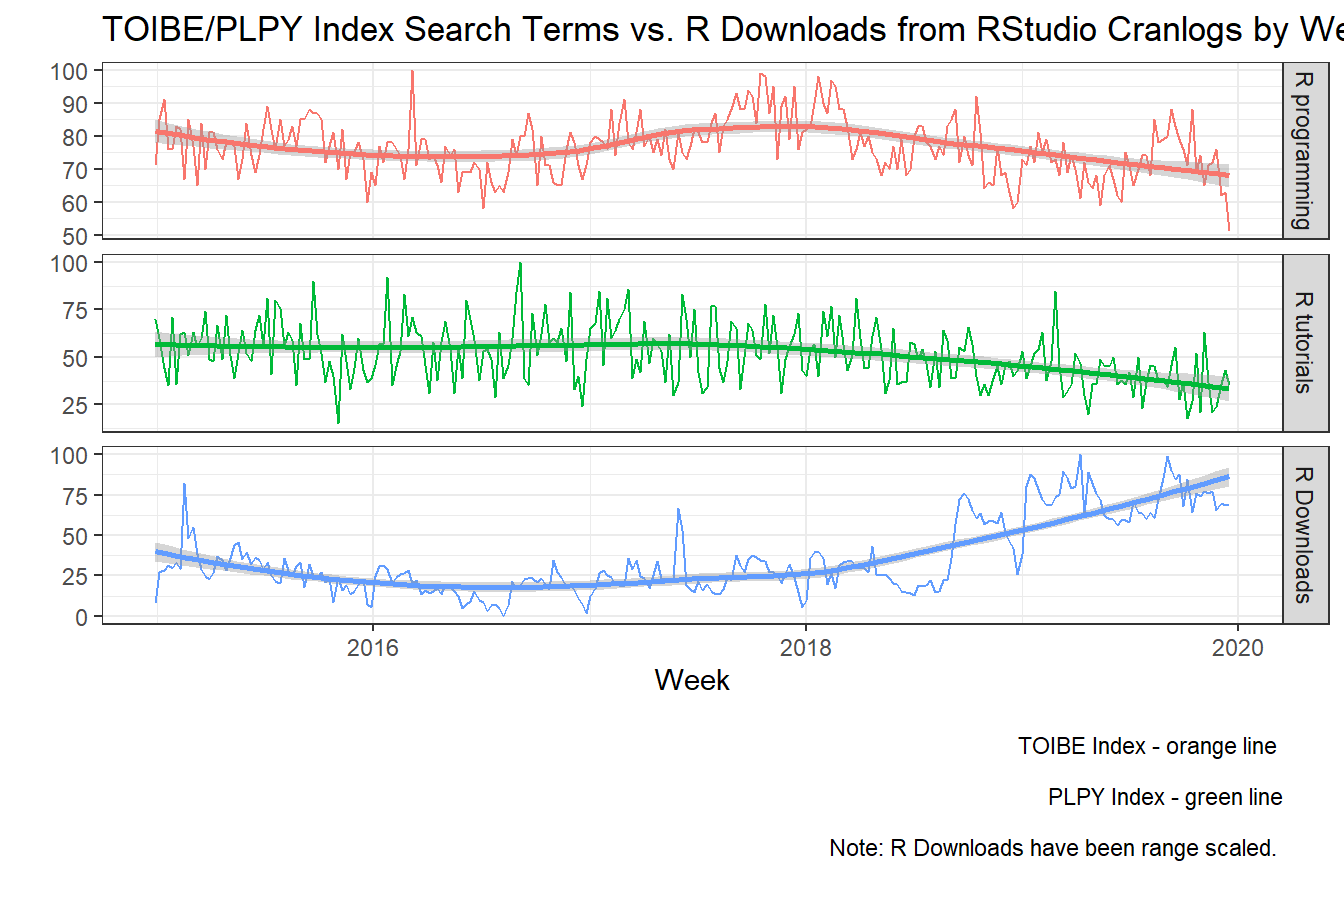 TOIBE/PLPY Index Search Terms vs. R Downloads from RStudio Cranlogs by We
100
90
80
70
60
50
R programming
100
75
50
25
R tutorials
100
75
50
25
0
R Downloads
2016 2018 2020
Week
TOIBE Index - orange line
PLPY Index - green line
Note: R Downloads have been range scaled.